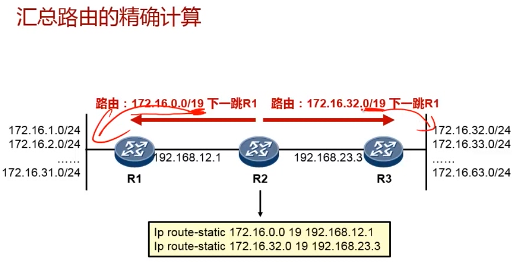 汇总路由的精确计算
路由：172.16.0.0/19 下一跳R1
路由：172.16.32.0/19 下一跳R1
172.16.1.0/24
172.16.2.0/24
……
172.16.31.0/24
192.168.12.1
192.168.23.3
172.16.32.0/24
172.16.33.0/24
……
172.16.63.0/24
R1
R2
R3
Ip route-static 172.16.0.0 19 192.168.12.1
Ip route-static 172.16.32.0 19 192.168.23.3